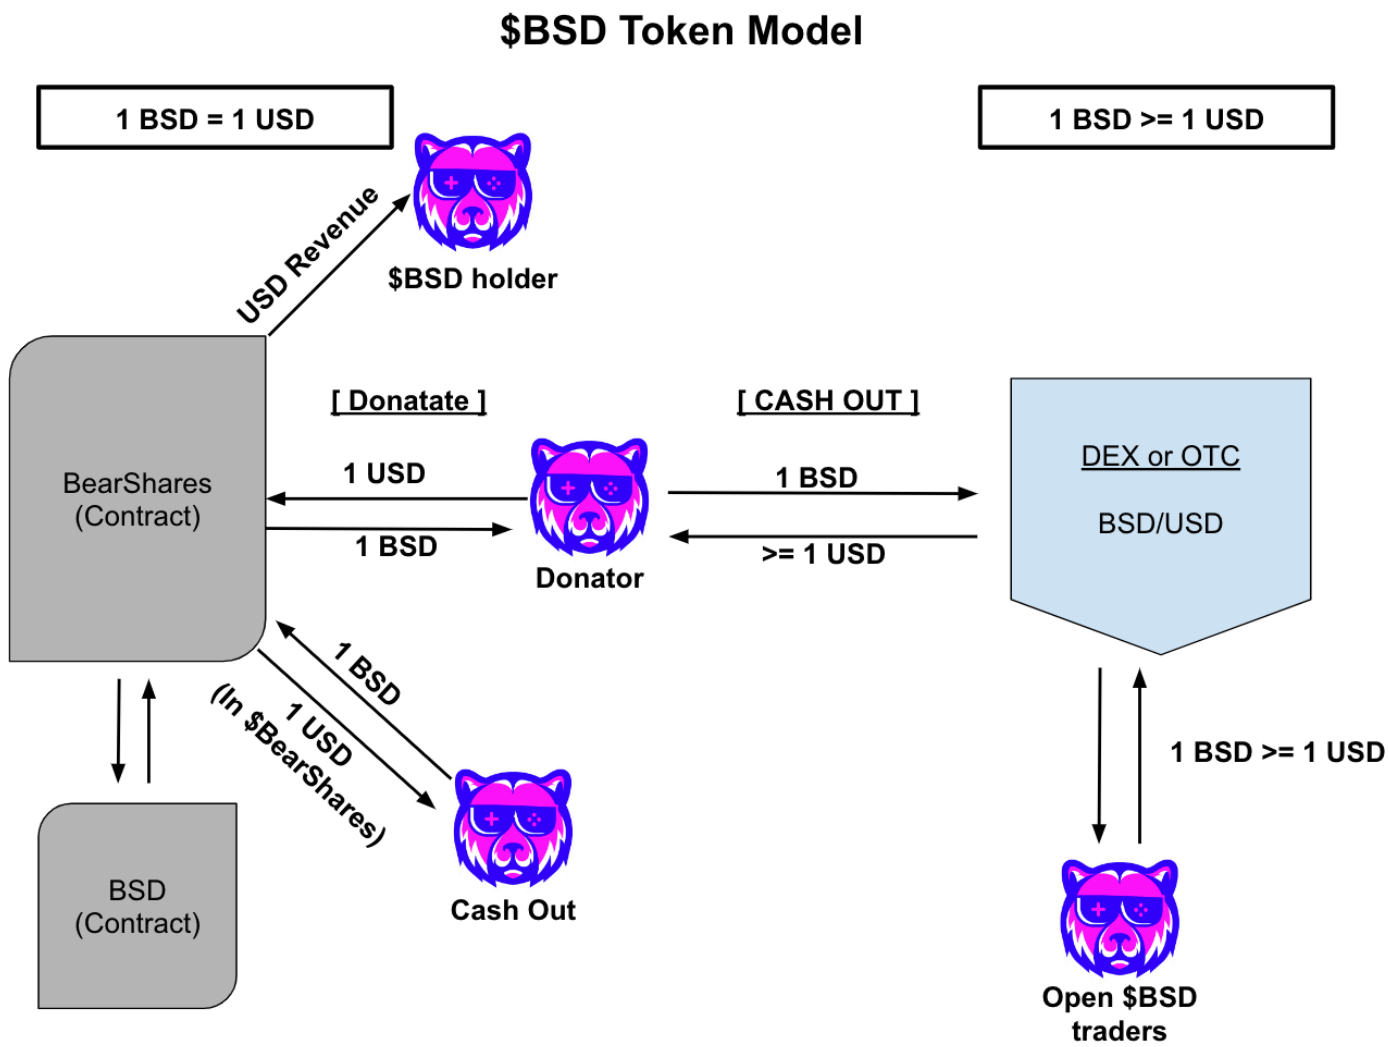 $BSD Token Model
1 BSD = 1 USD
1 BSD >= 1 USD
USD Revenue
$BSD holder
[ Donatate ]
[ CASH OUT ]
BearShares
(Contract)
1 USD
1 BSD
Donator
1 BSD
>= 1 USD
DEX or OTC
BSD/USD
1 BSD
1 USD
(In $BearShares)
Cash Out
1 BSD >= 1 USD
BSD
(Contract)
Open $BSD
traders